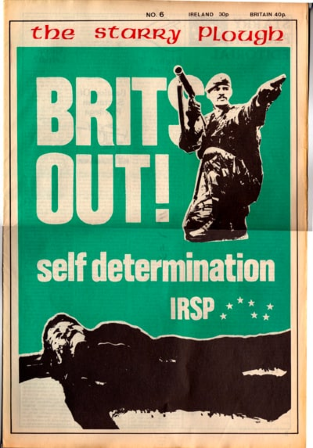 NO. 6 IRELAND 30p BRITAIN 40p.
the starry Plough
BRITS
OUT!
self determination
IRSP